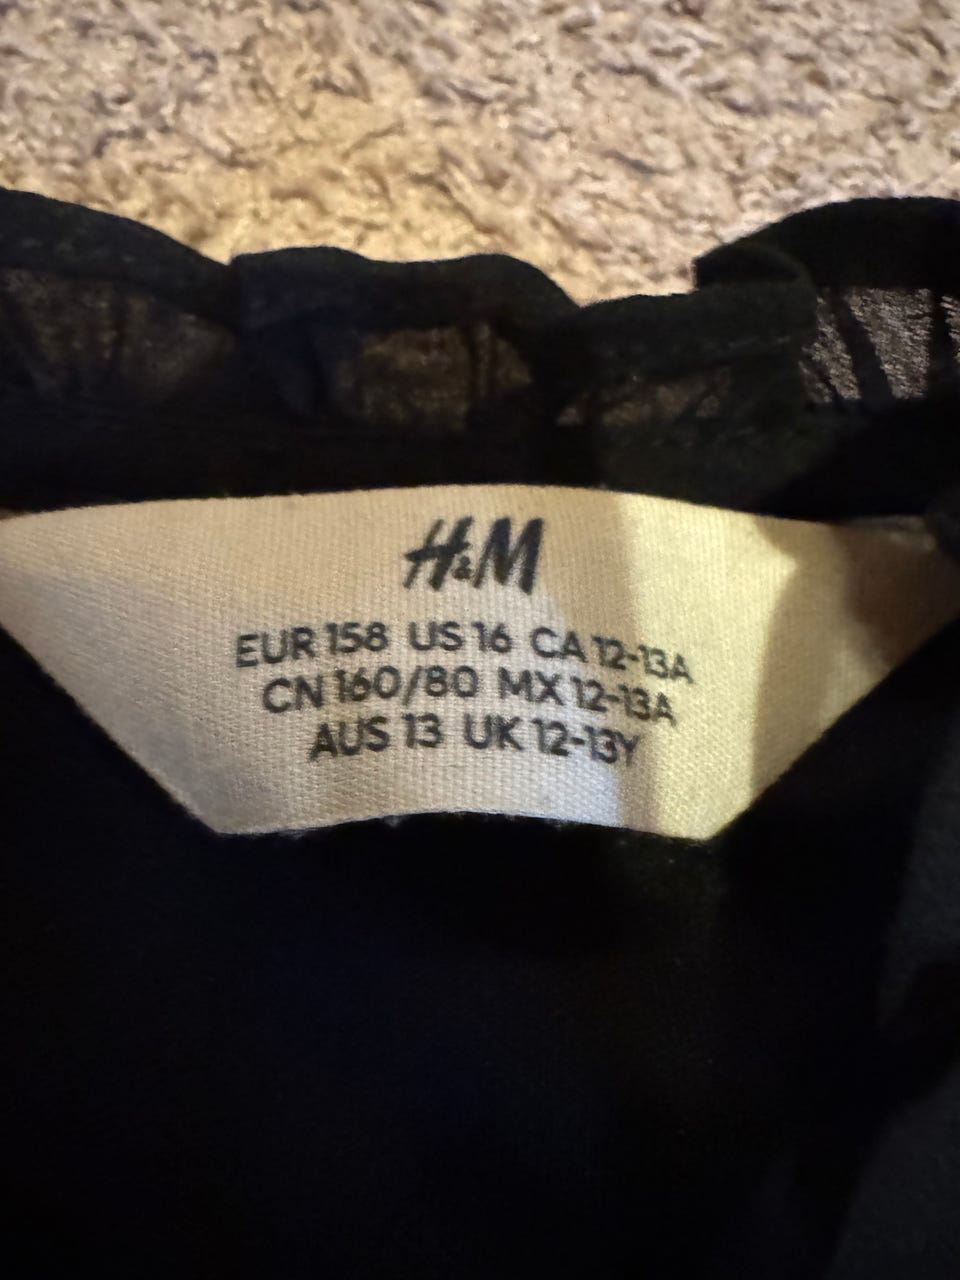 H&M
EUR 158 US 16 CA 12-13A
CN 160/80 MX 12-13A
AUS 13 UK 12-13Y